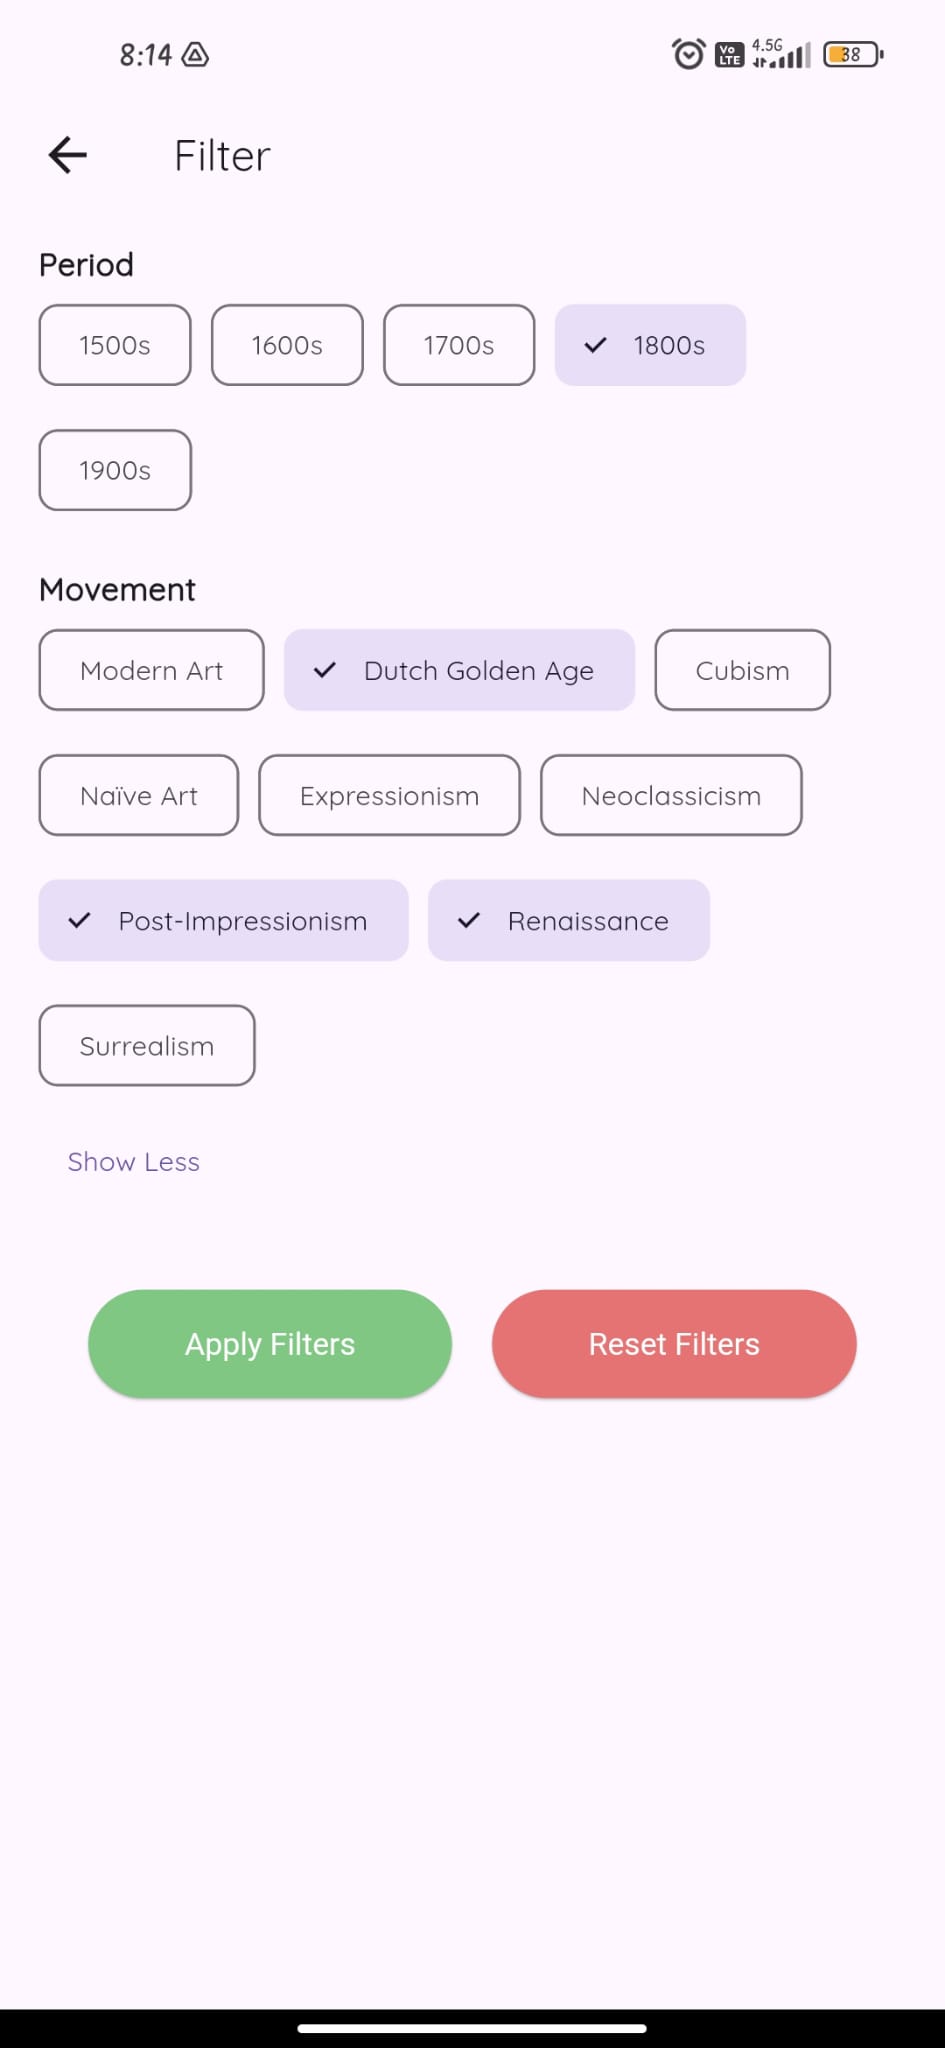 8:14 Vo LTE 4.5G 38
Filter
Period
1500s 1600s 1700s 1800s
1900s
Movement
Modern Art Dutch Golden Age Cubism
Naïve Art Expressionism Neoclassicism
Post-Impressionism Renaissance
Surrealism
Show Less
Apply Filters Reset Filters